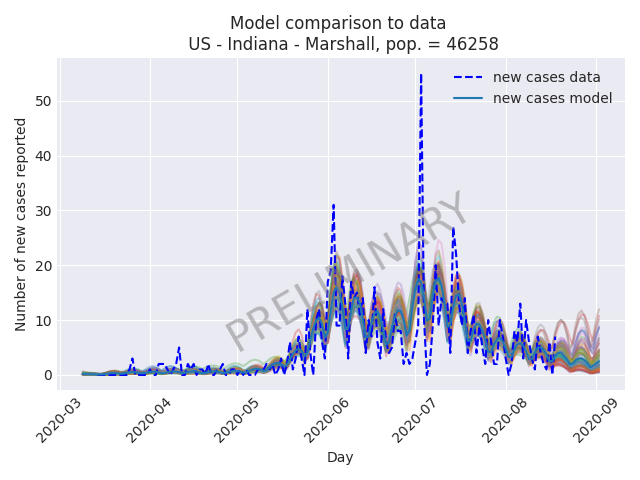 Model comparison to data
US - Indiana - Marshall, pop. = 46258
new cases data
new cases model
PRELIMINARY
Number of new cases reported
50
40
30
20
10
0
2020-03
2020-04
2020-05
2020-06
2020-07
2020-08
2020-09
Day